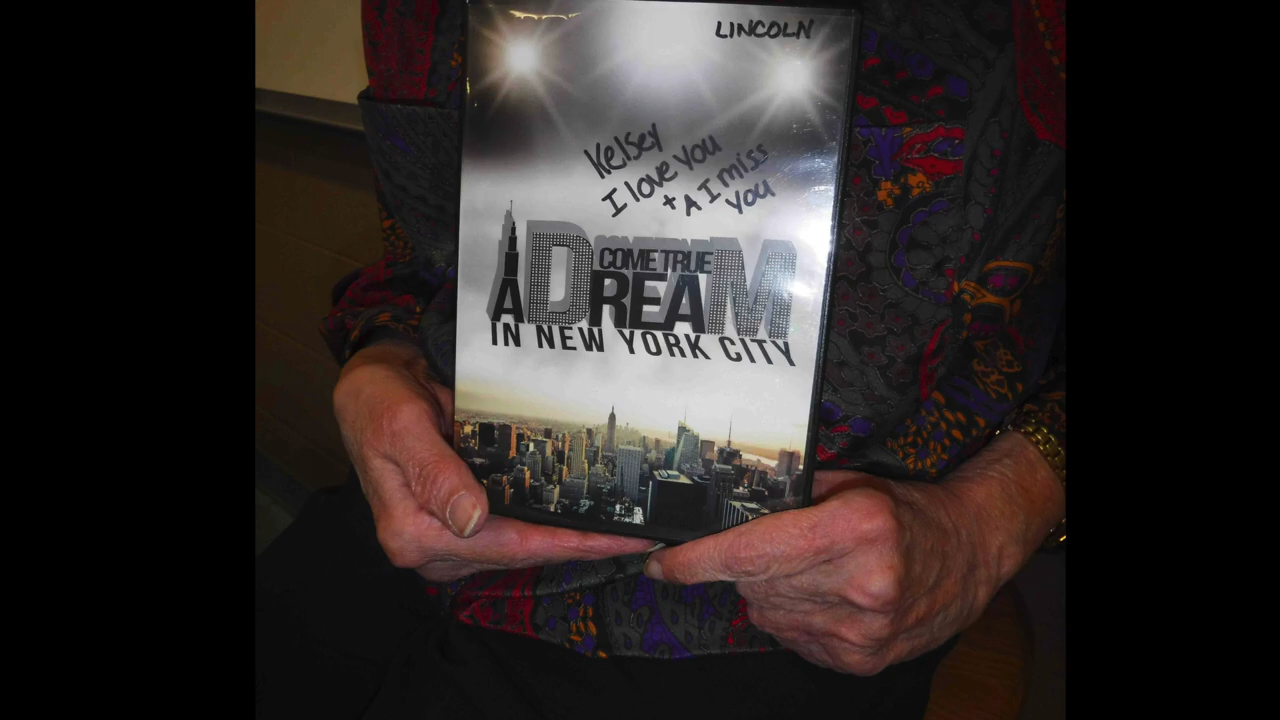 LINCOLN
Kelsey
I love you
+ A I miss
you
COME TRUE
A DREAM
IN NEW YORK CITY